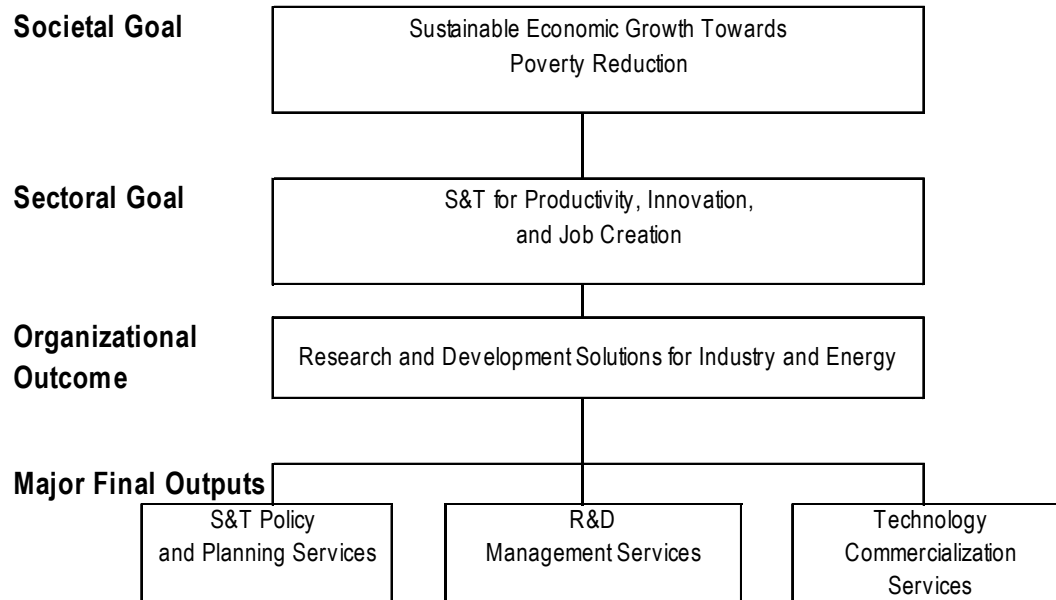 Societal Goal
Sustainable Economic Growth Towards
Poverty Reduction
Sectoral Goal
S&T for Productivity, Innovation,
and Job Creation
Organizational
Outcome
Research and Development Solutions for Industry and Energy
Major Final Outputs
S&T Policy
and Planning Services
R&D
Management Services
Technology
Commercialization
Services